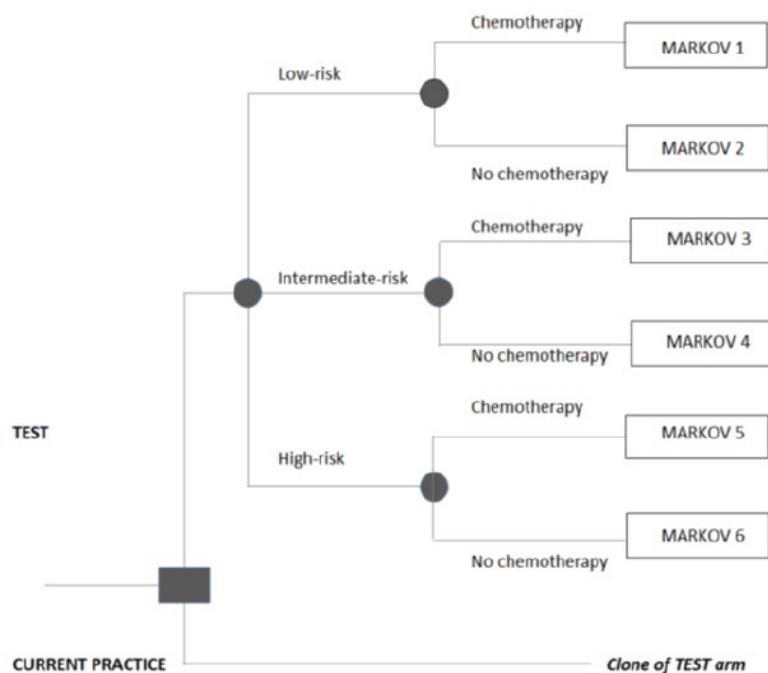 Chemotherapy
MARKOV 1
Low-risk
MARKOV 2
No chemotherapy
Chemotherapy
MARKOV 3
Intermediate-risk
MARKOV 4
No chemotherapy
Chemotherapy
MARKOV 5
TEST
High-risk
MARKOV 6
No chemotherapy
CURRENT PRACTICE
Clone of TEST arm